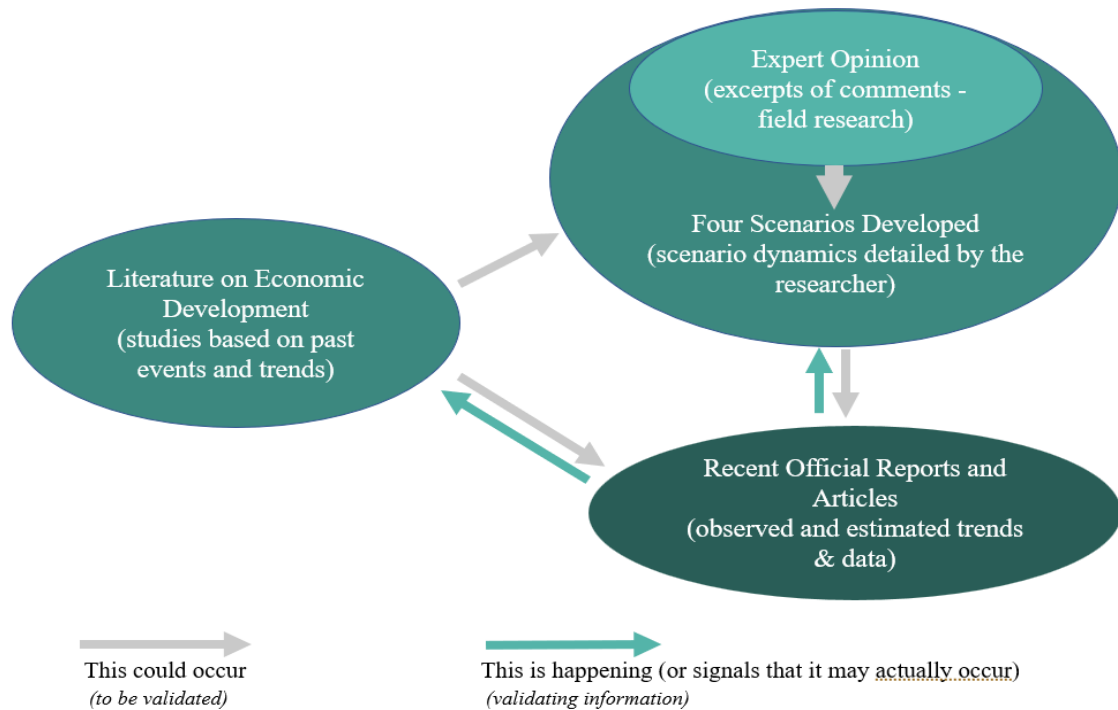 Expert Opinion
(excerpts of comments -
field research)
Four Scenarios Developed
(scenario dynamics detailed by the
researcher)
Literature on Economic
Development
(studies based on past
events and trends)
Recent Official Reports and
Articles
(observed and estimated trends
& data)
This could occur
(to be validated)
This is happening (or signals that it may actually occur)
(validating information)